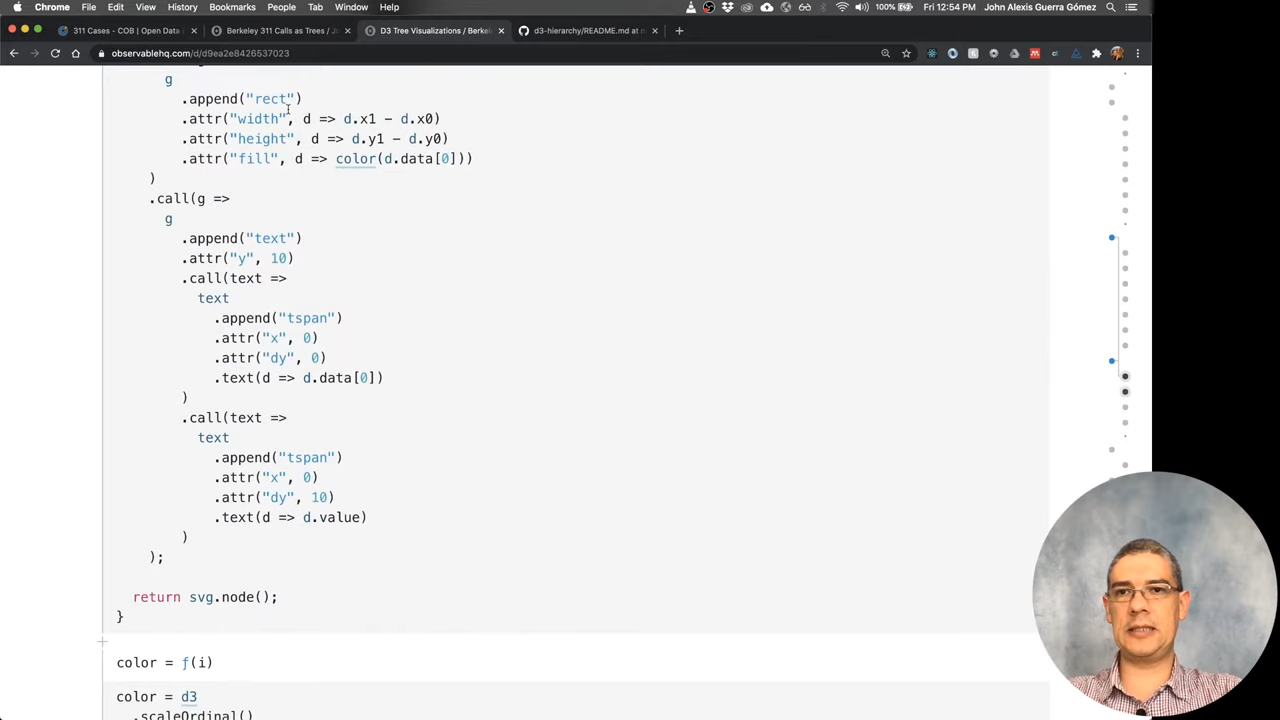 Chrome File Edit View History Bookmarks People Tab Window Help 100% Fri 12:54 PM John Alexis Guerra Gómez
311 Cases - COB | Open Data Berkeley 311 Calls as Trees / D3 Tree Visualizations / Berkel d3-hierarchy/README.md at
observablehq.com/d/d9ea2e8426537023
g
.append("rect")
.attr("width", d => d.x1 - d.x0)
.attr("height", d => d.y1 - d.y0)
.attr("fill", d => color(d.data[0]))
)
.call(g =>
g
.append("text")
.attr("y", 10)
.call(text =>
text
.append("tspan")
.attr("x", 0)
.attr("dy", 0)
.text(d => d.data[0])
)
.call(text =>
text
.append("tspan")
.attr("x", 0)
.attr("dy", 10)
.text(d => d.value)
)
);
return svg.node();
}
color = ƒ(i)
color = d3
.scaleOrdinal()